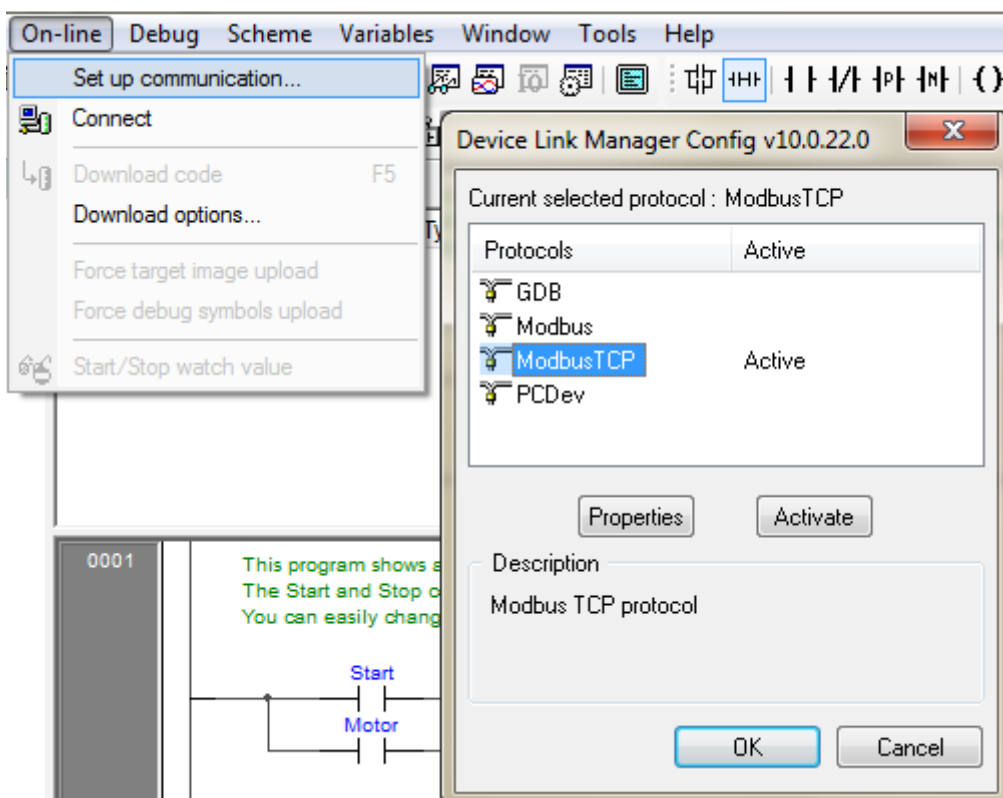 On-line Debug Scheme Variables Window Tools Help
Set up communication...
Connect
Download code F5
Download options...
Force target image upload
Force debug symbols upload
Start/Stop watch value
Device Link Manager Config v10.0.22.0
Current selected protocol : ModbusTCP
Protocols Active
GDB
Modbus
ModbusTCP Active
PCDev
Properties Activate
Description
Modbus TCP protocol
OK Cancel
0001
This program shows
The Start and Stop
You can easily
Start
Motor